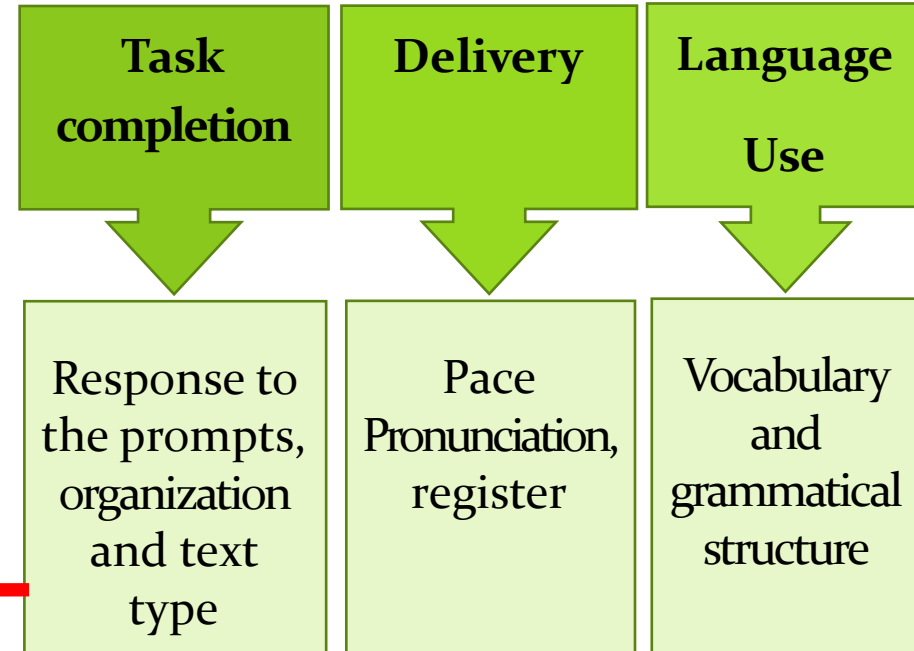 Task
completion
Delivery
Language
Use
Response to
the prompts,
organization
and text
type
Pace
Pronunciation,
register
Vocabulary
and
grammatical
structure